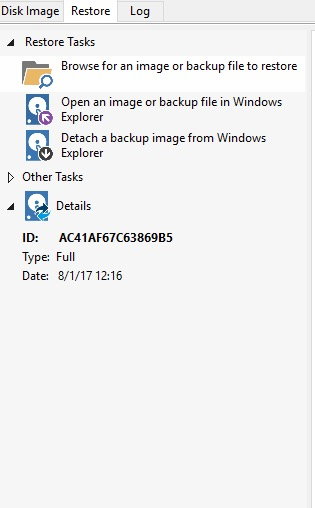 Disk Image Restore Log
Restore Tasks
Browse for an image or backup file to restore
Open an image or backup file in Windows
Explorer
Detach a backup image from Windows
Explorer
Other Tasks
Details
ID: AC41AF67C63869B5
Type: Full
Date: 8/1/17 12:16